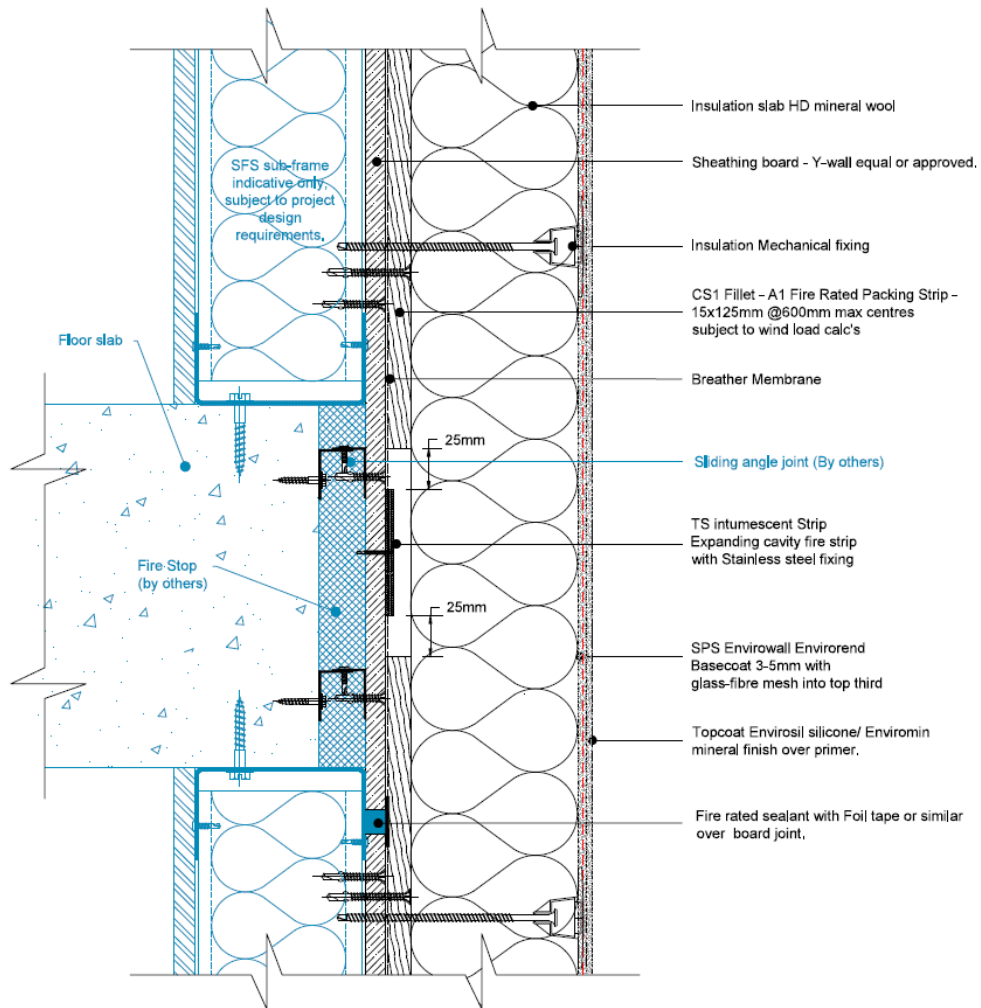 Insulation slab HD mineral wool
Sheathing board - Y-wall equal or approved.
SFS sub-frame
indicative only,
subject to project
design
requirements.
Insulation Mechanical fixing
CS1 Fillet - A1 Fire Rated Packing Strip -
15x125mm @600mm max centres
subject to wind load calc's
Floor slab
Breather Membrane
25mm
Sliding angle joint (By others)
TS intumescent Strip
Expanding cavity fire strip
with Stainless steel fixing
Fire Stop
(by others)
25mm
SPS Envirowall Envirorend
Basecoat 3-5mm with
glass-fibre mesh into top third
Topcoat Envirosil silicone/ Enviromin
mineral finish over primer.
Fire rated sealant with Foil tape or similar
over board joint.